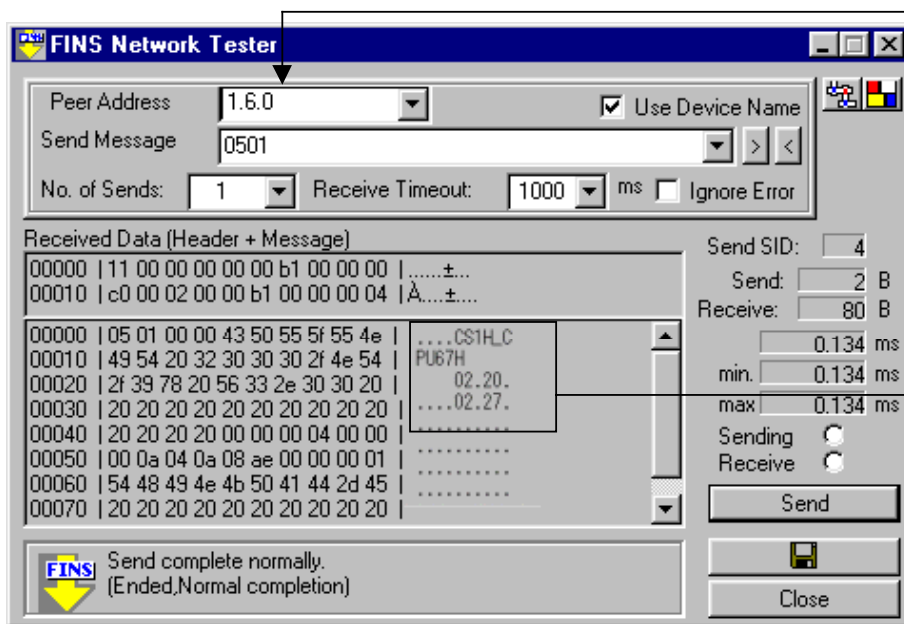 FINS Network Tester
Peer Address 1.6.0 Use Device Name
Send Message 0501 > <
No. of Sends: 1 Receive Timeout: 1000 ms Ignore Error
Received Data (Header + Message)
00000 | 11 00 00 00 00 00 b1 00 00 00 | ......±...
00010 | c0 00 02 00 00 b1 00 00 00 04 | À....±....
00000 | 05 01 00 00 43 50 55 5f 55 4e | ....CS1H_C
00010 | 49 54 20 32 30 30 30 2f 4e 54 | PU67H
00020 | 2f 39 78 20 56 33 2e 30 30 20 | 02.20.
00030 | 20 20 20 20 20 20 20 20 20 20 | ....02.27.
00040 | 20 20 20 20 00 00 00 04 00 00 | ..........
00050 | 00 0a 04 0a 08 ae 00 00 00 01 | ..........
00060 | 54 48 49 4e 4b 50 41 44 2d 45 | ..........
00070 | 20 20 20 20 20 20 20 20 20 20 | ..........
Send SID: 4
Send: 2 B
Receive: 80 B
0.134 ms
min. 0.134 ms
max 0.134 ms
Sending
Receive
Send
Close
FINS
Send complete normally.
(Ended,Normal completion)